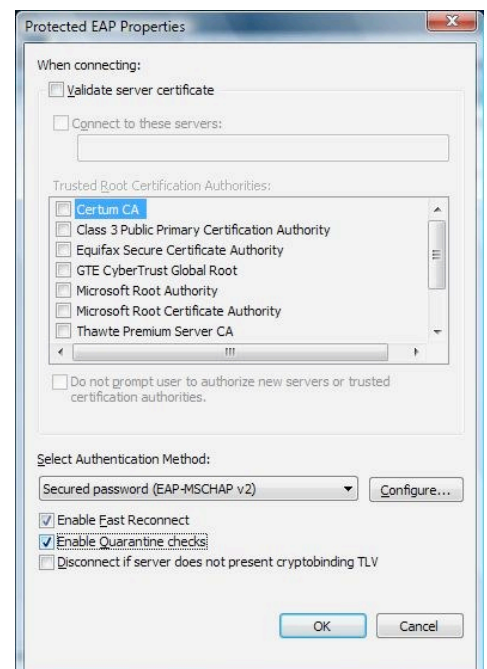 Protected EAP Properties
When connecting:
Validate server certificate
Connect to these servers:
Trusted Root Certification Authorities:
Certum CA
Class 3 Public Primary Certification Authority
Equifax Secure Certificate Authority
GTE CyberTrust Global Root
Microsoft Root Authority
Microsoft Root Certificate Authority
Thawte Premium Server CA
Do not prompt user to authorize new servers or trusted
certification authorities.
Select Authentication Method:
Secured password (EAP-MSCHAP v2)
Configure...
Enable Fast Reconnect
Enable Quarantine checks
Disconnect if server does not present cryptobinding TLV
OK
Cancel